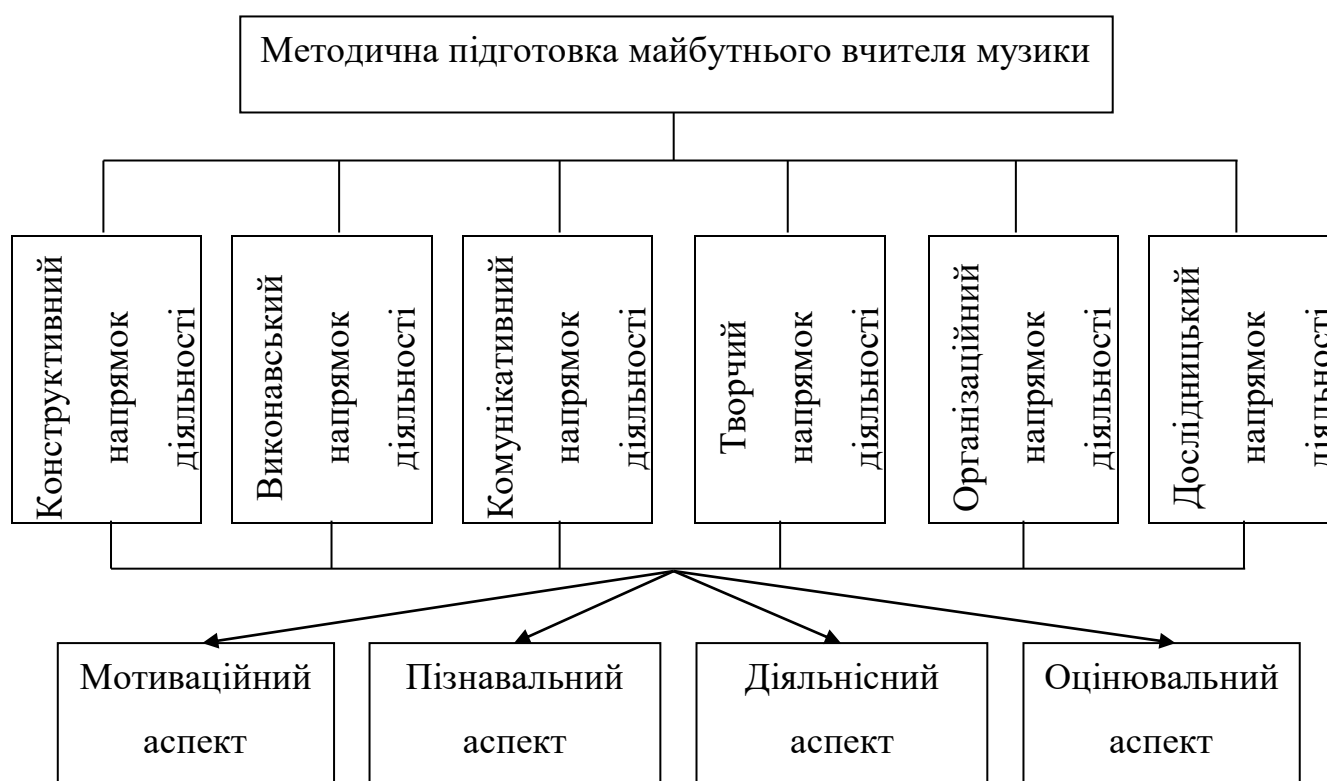 Методична підготовка майбутнього вчителя музики
Конструктивний
напрямок
діяльності
Виконавський
напрямок
діяльності
Комунікативний
напрямок
діяльності
Творчий
напрямок
діяльності
Організаційний
напрямок
діяльності
Дослідницький
напрямок
діяльності
Мотиваційний
аспект
Пізнавальний
аспект
Діяльнісний
аспект
Оцінювальний
аспект